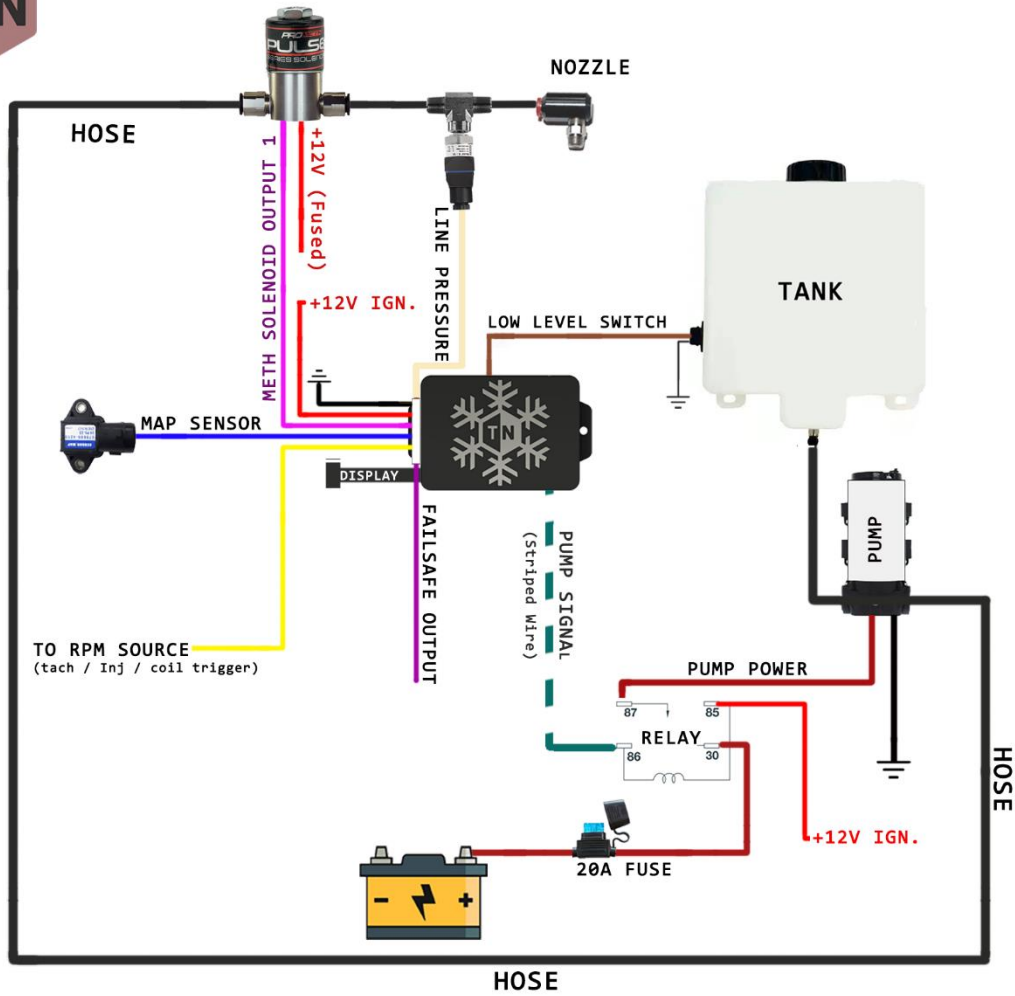 N
PULSE
NOZZLE
HOSE
METH SOLENOID OUTPUT 1
+12V (Fused)
LINE PRESSURE
+12V IGN.
TANK
LOW LEVEL SWITCH
MAP SENSOR
TN
DISPLAY
FAILSAFE OUTPUT
PUMP SIGNAL
(Striped Wire)
PUMP
TO RPM SOURCE
(tach / Inj / coil trigger)
PUMP POWER
87
85
RELAY
86
30
HOSE
+12V IGN.
20A FUSE
-
+
HOSE